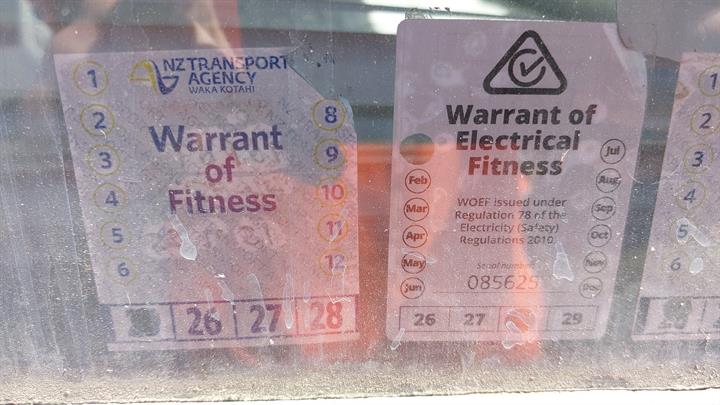 NZ TRANSPORT
AGENCY
WAKA KOTAHI
Warrant
of
Fitness
1
2
3
4
5
6
8
9
10
11
12
26 27 28
Warrant of
Electrical
Fitness
Feb
Mar
Apr
May
Jun
Jul
Aug
Sep
Oct
Nov
Dec
WOEF issued under
Regulation 78 of the
Electricity (Safety)
Regulations 2010
Serial number
085625
26 27 29
1
2
3
4
5
6